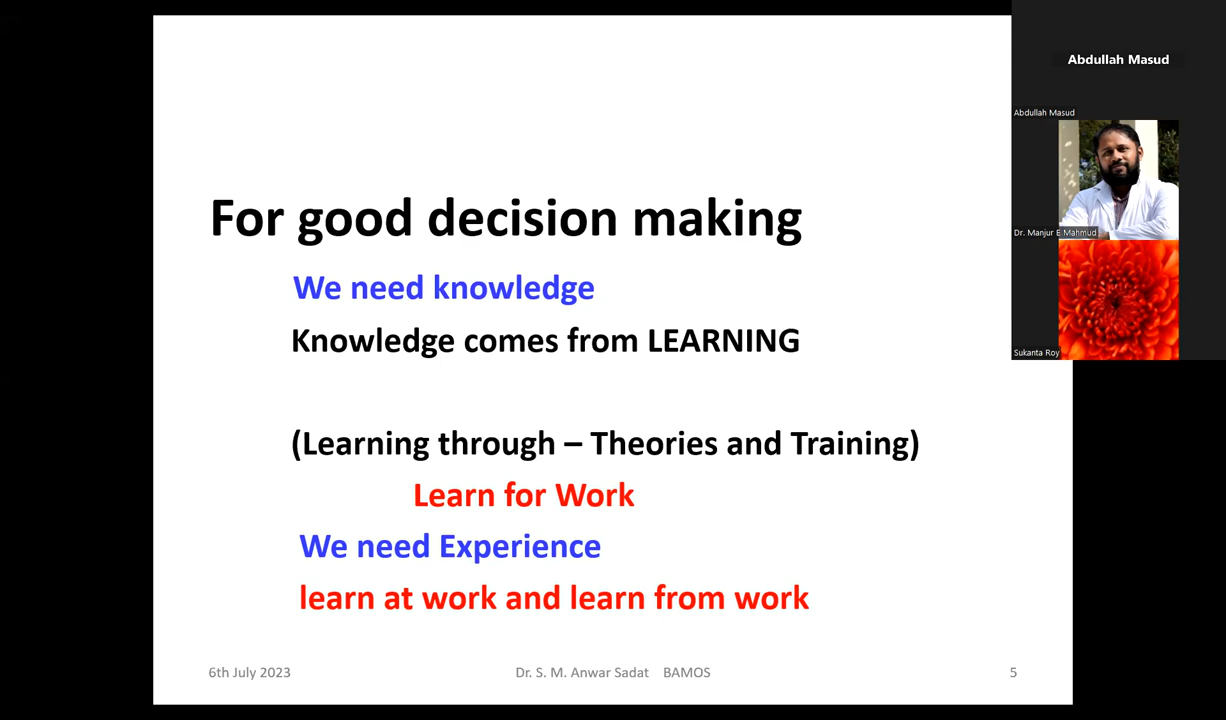 For good decision making
We need knowledge
Knowledge comes from LEARNING
(Learning through – Theories and Training)
Learn for Work
We need Experience
learn at work and learn from work
6th July 2023
Dr. S. M. Anwar Sadat BAMOS
5
Abdullah Masud
Abdullah Masud
Dr. Manjur E Mahmud
Sukanta Roy